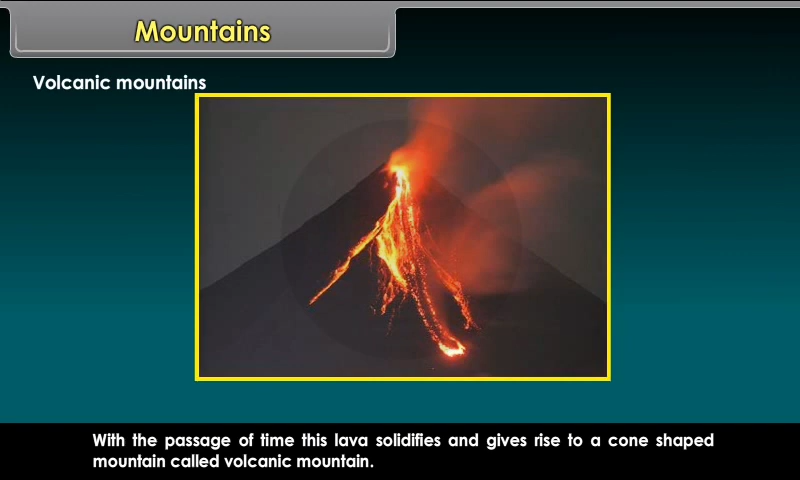 Mountains
Volcanic mountains
With the passage of time this lava solidifies and gives rise to a cone shaped
mountain called volcanic mountain.